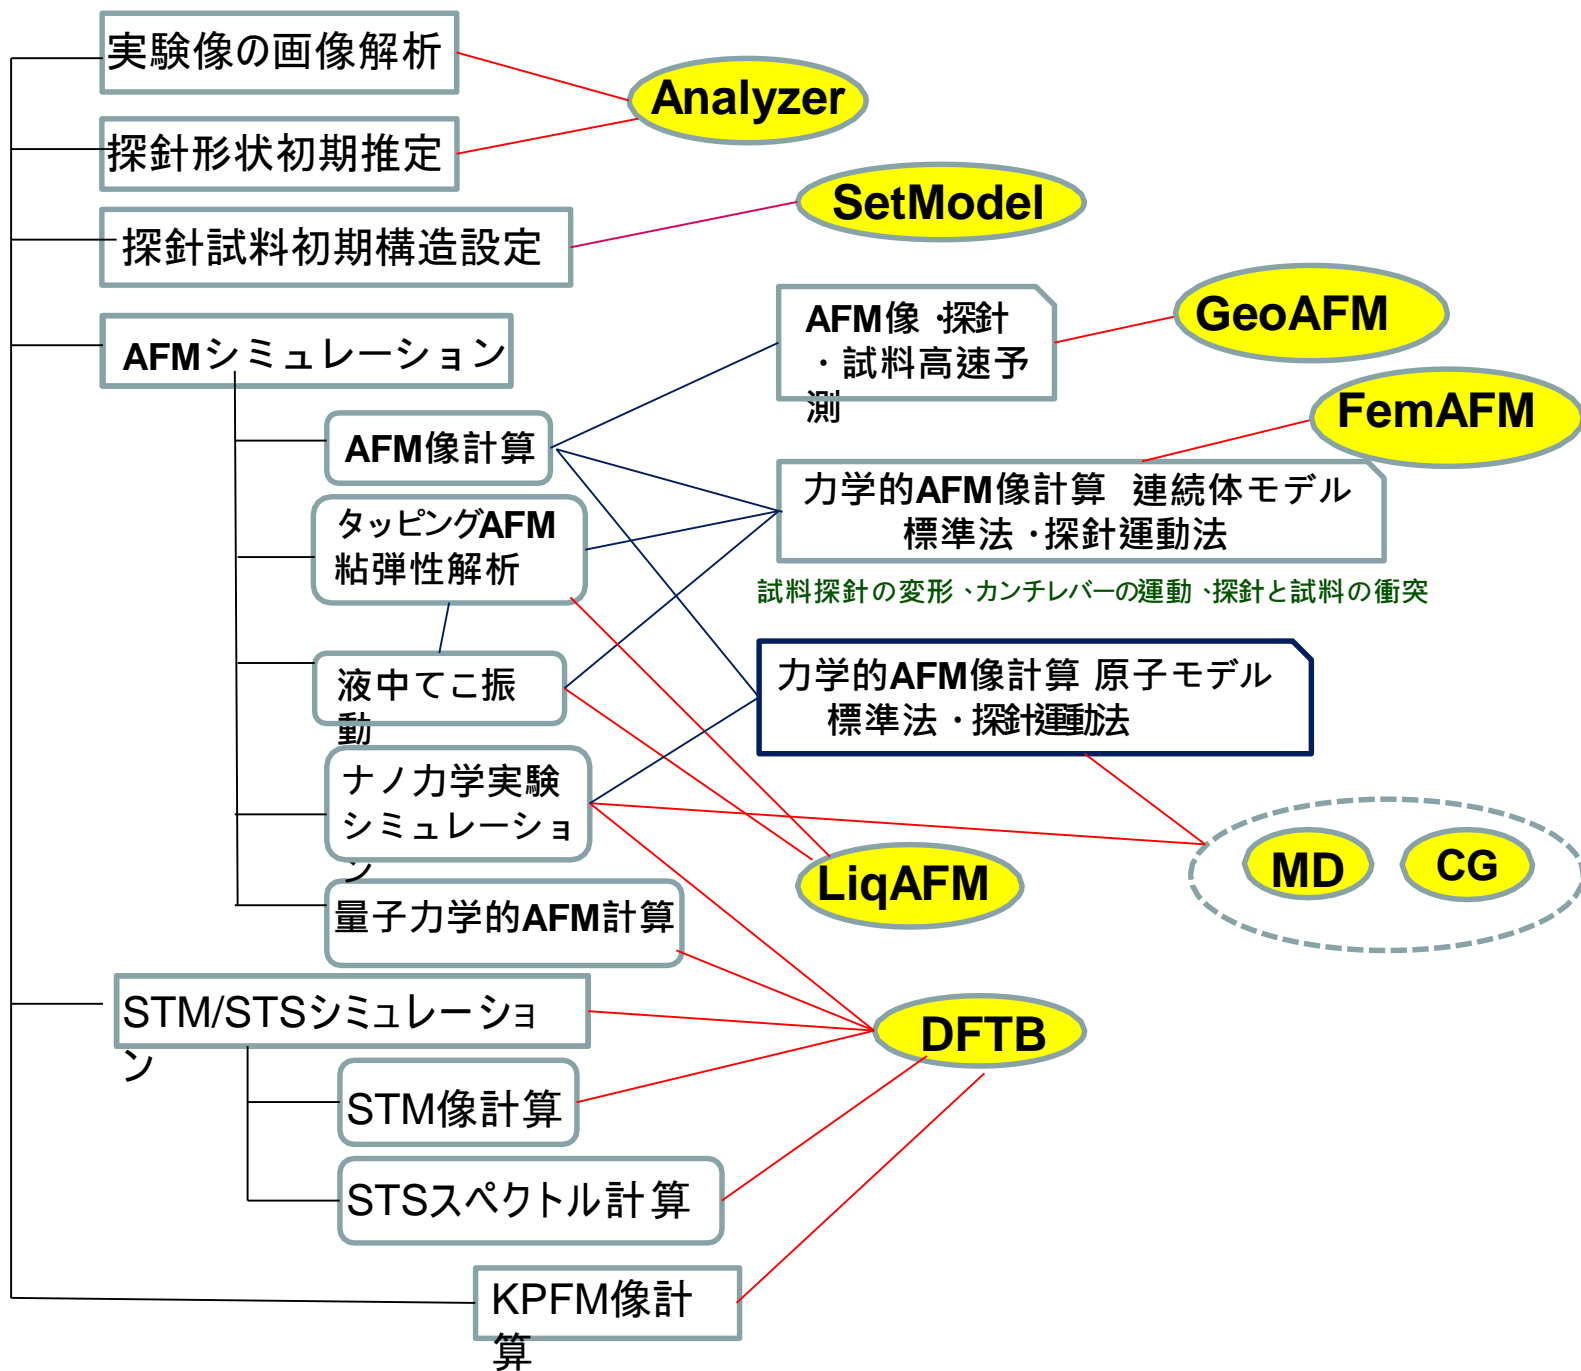 実験像の画像解析
Analyzer
探針形状初期推定
SetModel
探針試料初期構造設定
GeoAFM
AFM像・探針
・試料高速予
測
AFMシミュレーション
FemAFM
AFM像計算
力学的AFM像計算 連続体モデル
標準法・探針運動法
タッピングAFM
粘弾性解析
試料探針の変形、カンチレバーの運動、探針と試料の衝突
液中てこ振
動
力学的AFM像計算 原子モデル
標準法・探針運動法
ナノ力学実験
シミュレーショ
ン
MD
CG
LiqAFM
量子力学的AFM計算
STM/STSシミュレーショ
ン
DFTB
STM像計算
STSスペクトル計算
KPFM像計
算